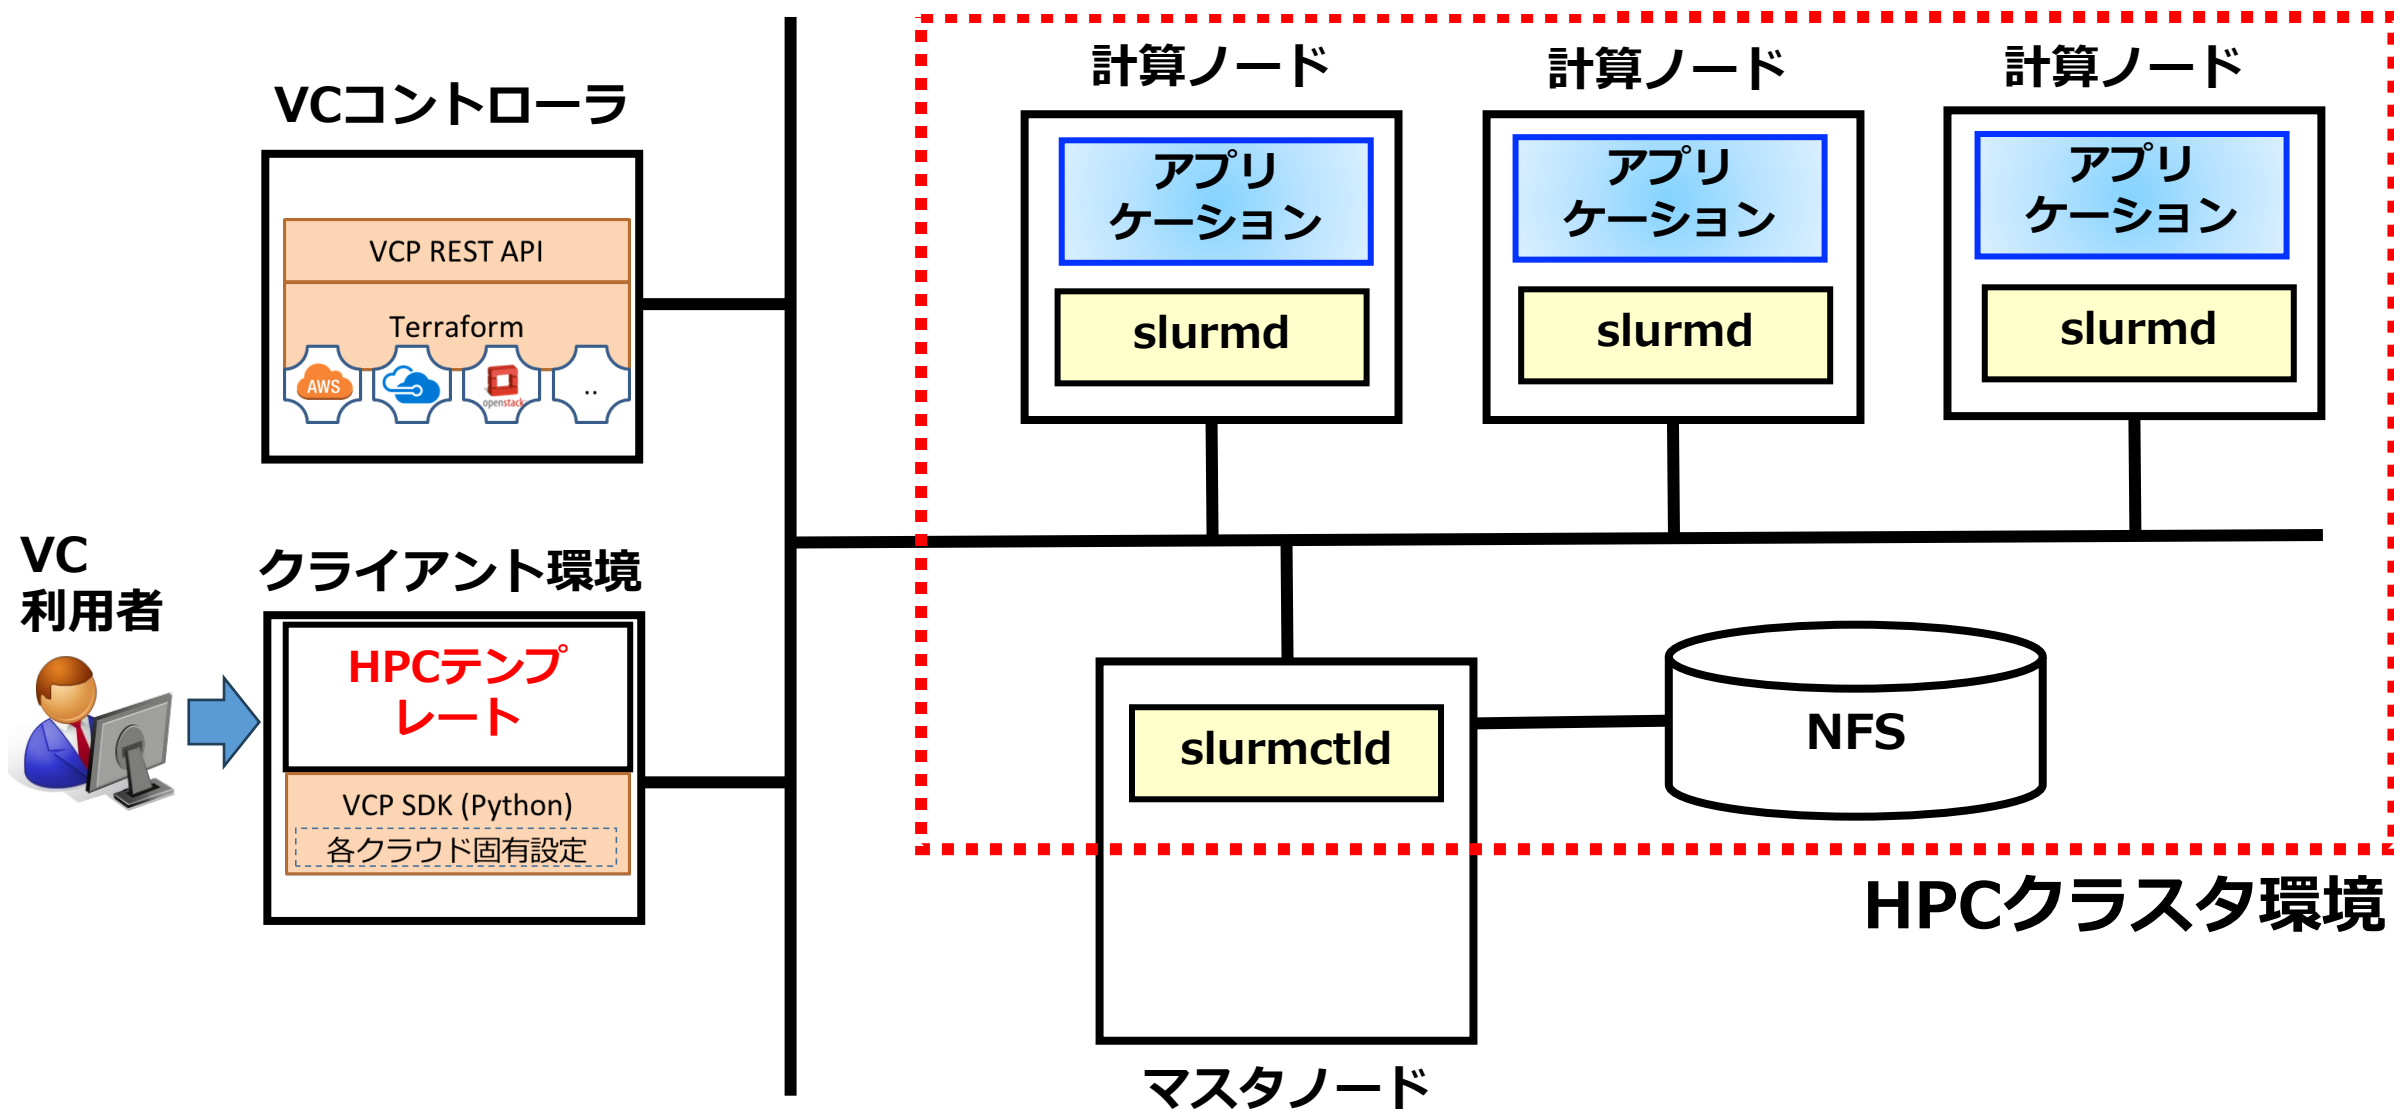 VCコントローラ
VCP REST API
Terraform
AWS
openstack
..
VC
利用者
クライアント環境
HPCテンプ
レート
VCP SDK (Python)
各クラウド固有設定
計算ノード
アプリ
ケーション
slurmd
計算ノード
アプリ
ケーション
slurmd
計算ノード
アプリ
ケーション
slurmd
slurmctld
NFS
HPCクラスタ環境
マスタノード